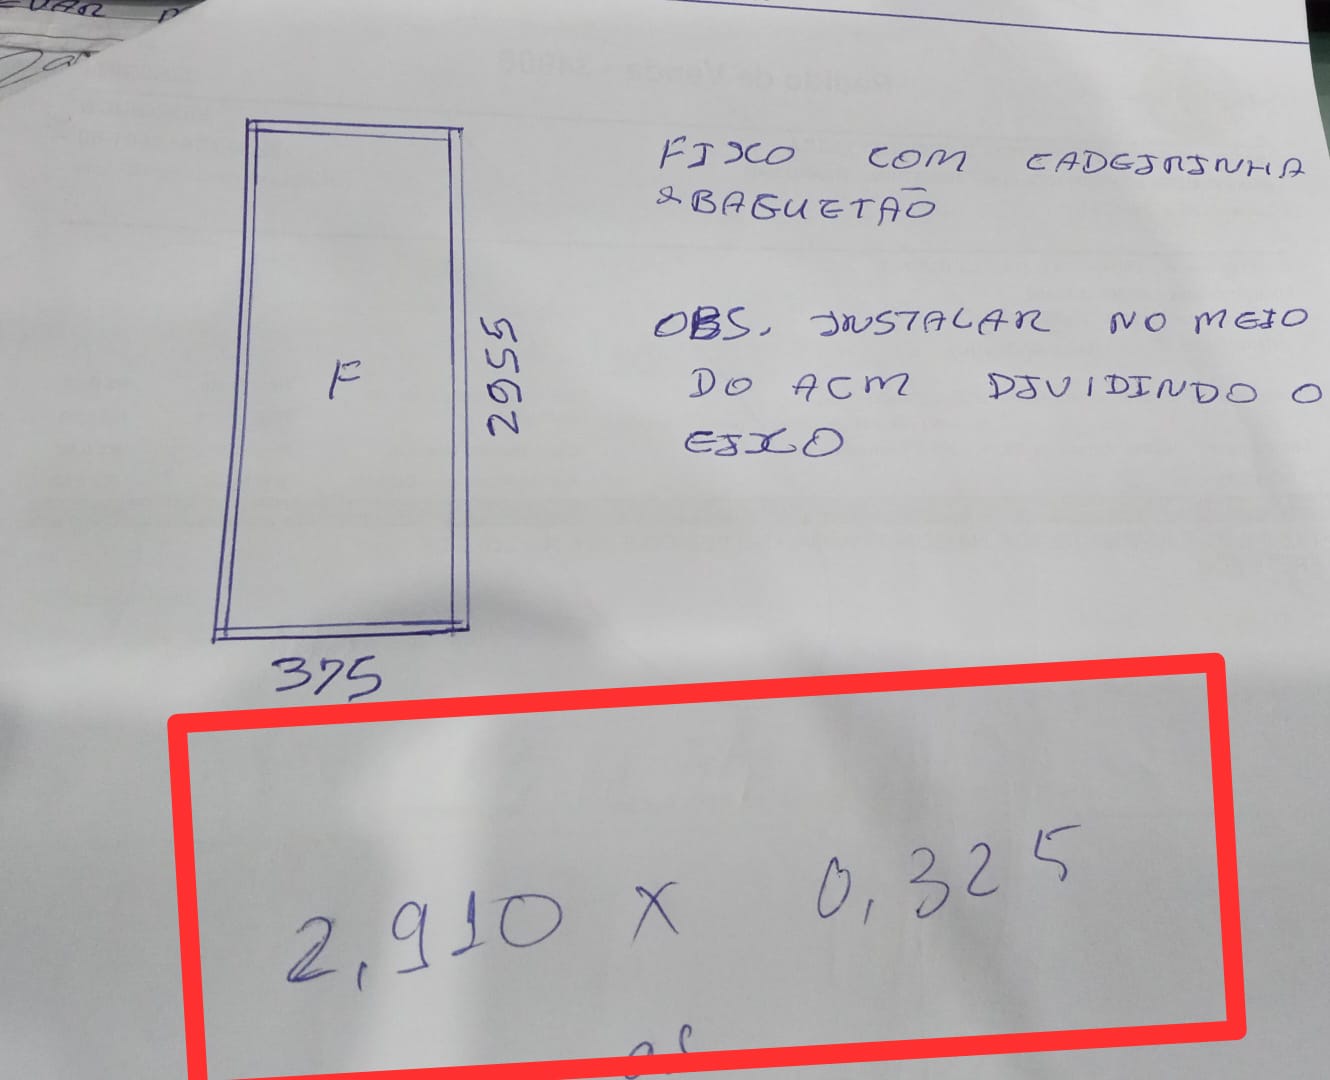 FIXO COM CADEIRINHA
& BAGUETÃO
OBS. INSTALAR NO MEIO
DO ACM DIVIDINDO O
EIXO
F
2955
375
2,910 X 0,325